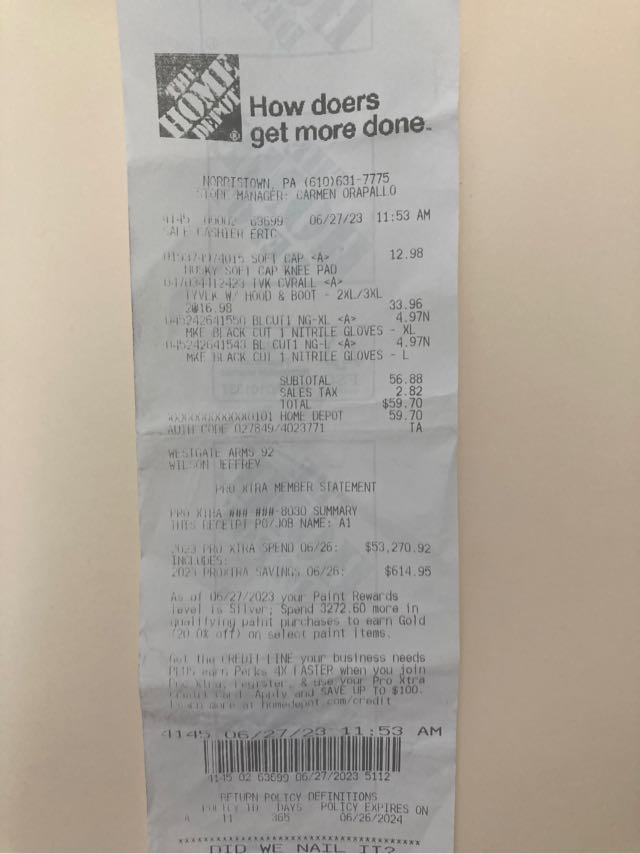 THE
HOME
DEPOT
®
How doers
get more done.
NORRISTOWN, PA (610)631-7775
STORE MANAGER: CARMEN ORAPALLO
4145 00002 63699 06/27/23 11:53 AM
SALE CASHIER ERIC
SOFT CAP <A> 12.98
HUSKY SOFT CAP KNEE PAD
047034112423 TVK CVRALL <A>
TYVEK W/ HOOD & BOOT - 2XL/3XL
2@16.98 33.96
045242641550 BLCUT1 NG-XL <A> 4.97N
MKE BLACK CUT 1 NITRILE GLOVES - XL
045242641543 BL CUT1 NG-L <A> 4.97N
MKE BLACK CUT 1 NITRILE GLOVES - L
SUBTOTAL 56.88
SALES TAX 2.82
TOTAL $59.70
XXXXXXXXXXXX0101 HOME DEPOT 59.70
AUTH CODE 027849/4023771 TA
WESTGATE ARMS 92
WILSON JEFFREY
PRO XTRA MEMBER STATEMENT
PRO XTRA ### ###-8030 SUMMARY
THIS RECEIPT PO/JOB NAME: A1
2023 PRO XTRA SPEND 06/26: $53,270.92
INCLUDES:
2023 PROXTRA SAVINGS 06/26: $614.95
As of 06/27/2023 your Paint Rewards
level is Silver; Spend 3272.60 more in
qualifying paint purchases to earn Gold
(20.0% off) on select paint items.
Get the CREDIT LINE your business needs
PLUS earn Perks 4X FASTER when you join
Pro Xtra, register, & use your Pro Xtra
credit card. Apply and SAVE UP TO $100.
Learn more at homedepot.com/credit
4145 06/27/23 11:53 AM
4145 02 63699 06/27/2023 5112
RETURN POLICY DEFINITIONS
POLICY ID DAYS POLICY EXPIRES ON
A 11 365 06/26/2024
DID WE NAIL IT?